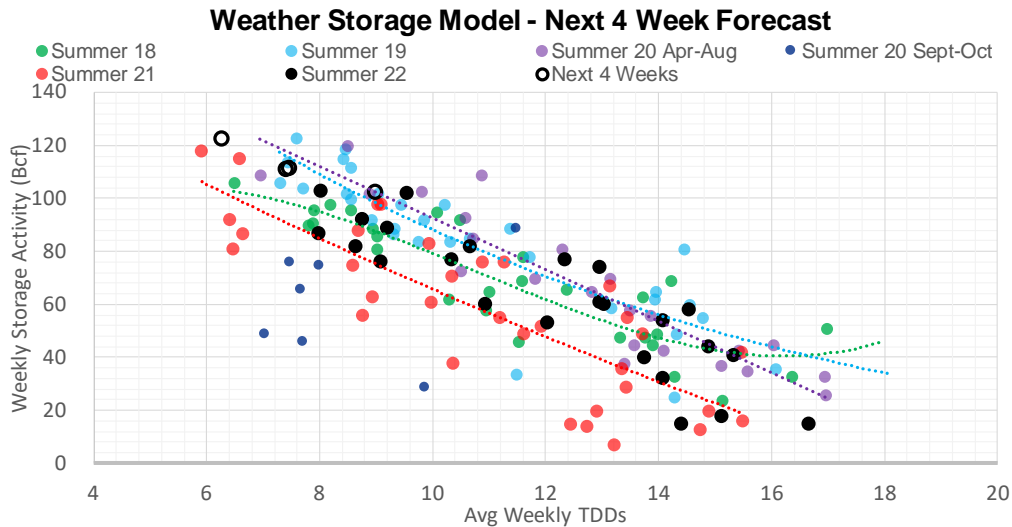 Weather Storage Model - Next 4 Week Forecast
Summer 18 Summer 19 Summer 20 Apr-Aug Summer 20 Sept-Oct
Summer 21 Summer 22 Next 4 Weeks
Weekly Storage Activity (Bcf)
140
120
100
80
60
40
20
0
4 6 8 10 12 14 16 18 20
Avg Weekly TDDs